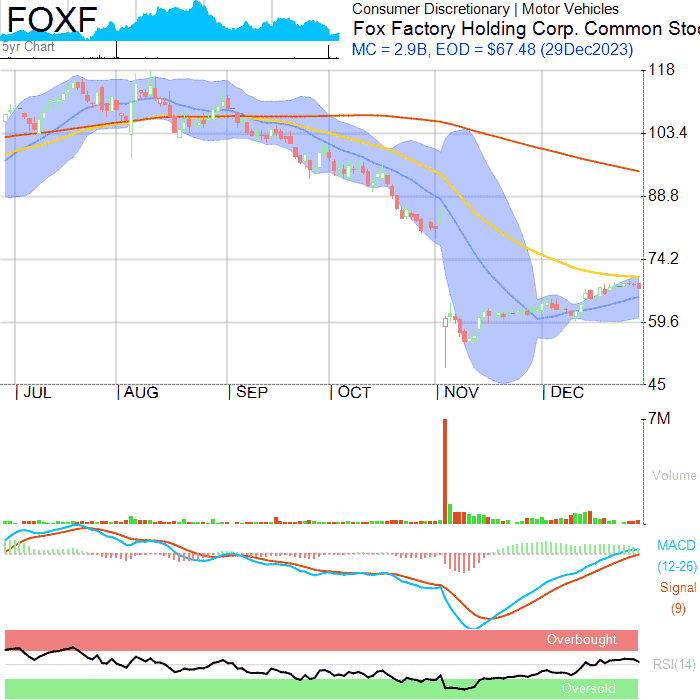 FOXF
5yr Chart
Consumer Discretionary | Motor Vehicles
Fox Factory Holding Corp. Common Sto
MC = 2.9B, EOD = $67.48 (29Dec2023)
118
103.4
88.8
74.2
59.6
45
JUL AUG SEP OCT NOV DEC
7M
Volume
MACD
(12-26)
Signal
(9)
Overbought
RSI(14)
Oversold